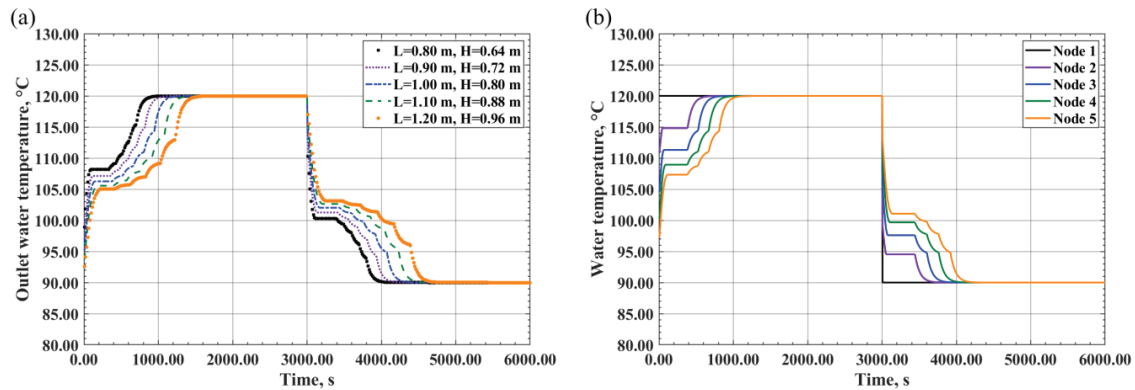 (a)
Outlet water temperature, °C
130.00
125.00
120.00
115.00
110.00
105.00
100.00
95.00
90.00
85.00
80.00
L=0.80 m, H=0.64 m
L=0.90 m, H=0.72 m
L=1.00 m, H=0.80 m
L=1.10 m, H=0.88 m
L=1.20 m, H=0.96 m
0.00 1000.00 2000.00 3000.00 4000.00 5000.00 6000.00
Time, s
(b)
Water temperature, °C
130.00
125.00
120.00
115.00
110.00
105.00
100.00
95.00
90.00
85.00
80.00
Node 1
Node 2
Node 3
Node 4
Node 5
0.00 1000.00 2000.00 3000.00 4000.00 5000.00 6000.00
Time, s